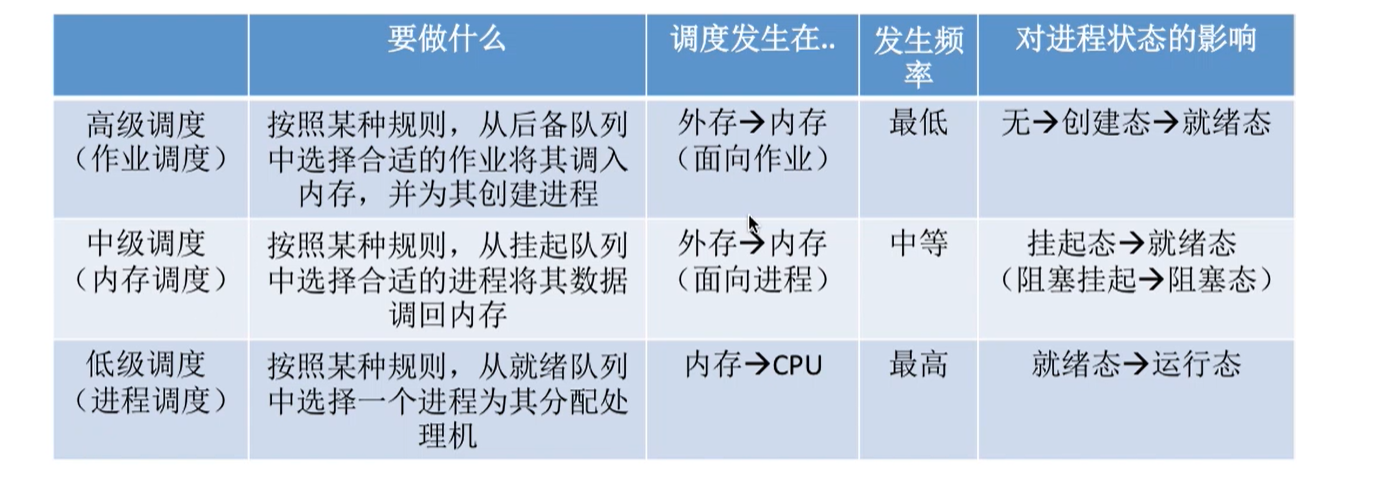 要做什么
调度发生在..
发生频
率
对进程状态的影响
高级调度
（作业调度）
按照某种规则，从后备队列
中选择合适的作业将其调入
内存，并为其创建进程
外存→内存
（面向作业）
最低
无→创建态→就绪态
中级调度
（内存调度）
按照某种规则，从挂起队列
中选择合适的进程将其数据
调回内存
外存→内存
（面向进程）
中等
挂起态→就绪态
（阻塞挂起→阻塞态）
低级调度
（进程调度）
按照某种规则，从就绪队列
中选择一个进程为其分配处
理机
内存→CPU
最高
就绪态→运行态